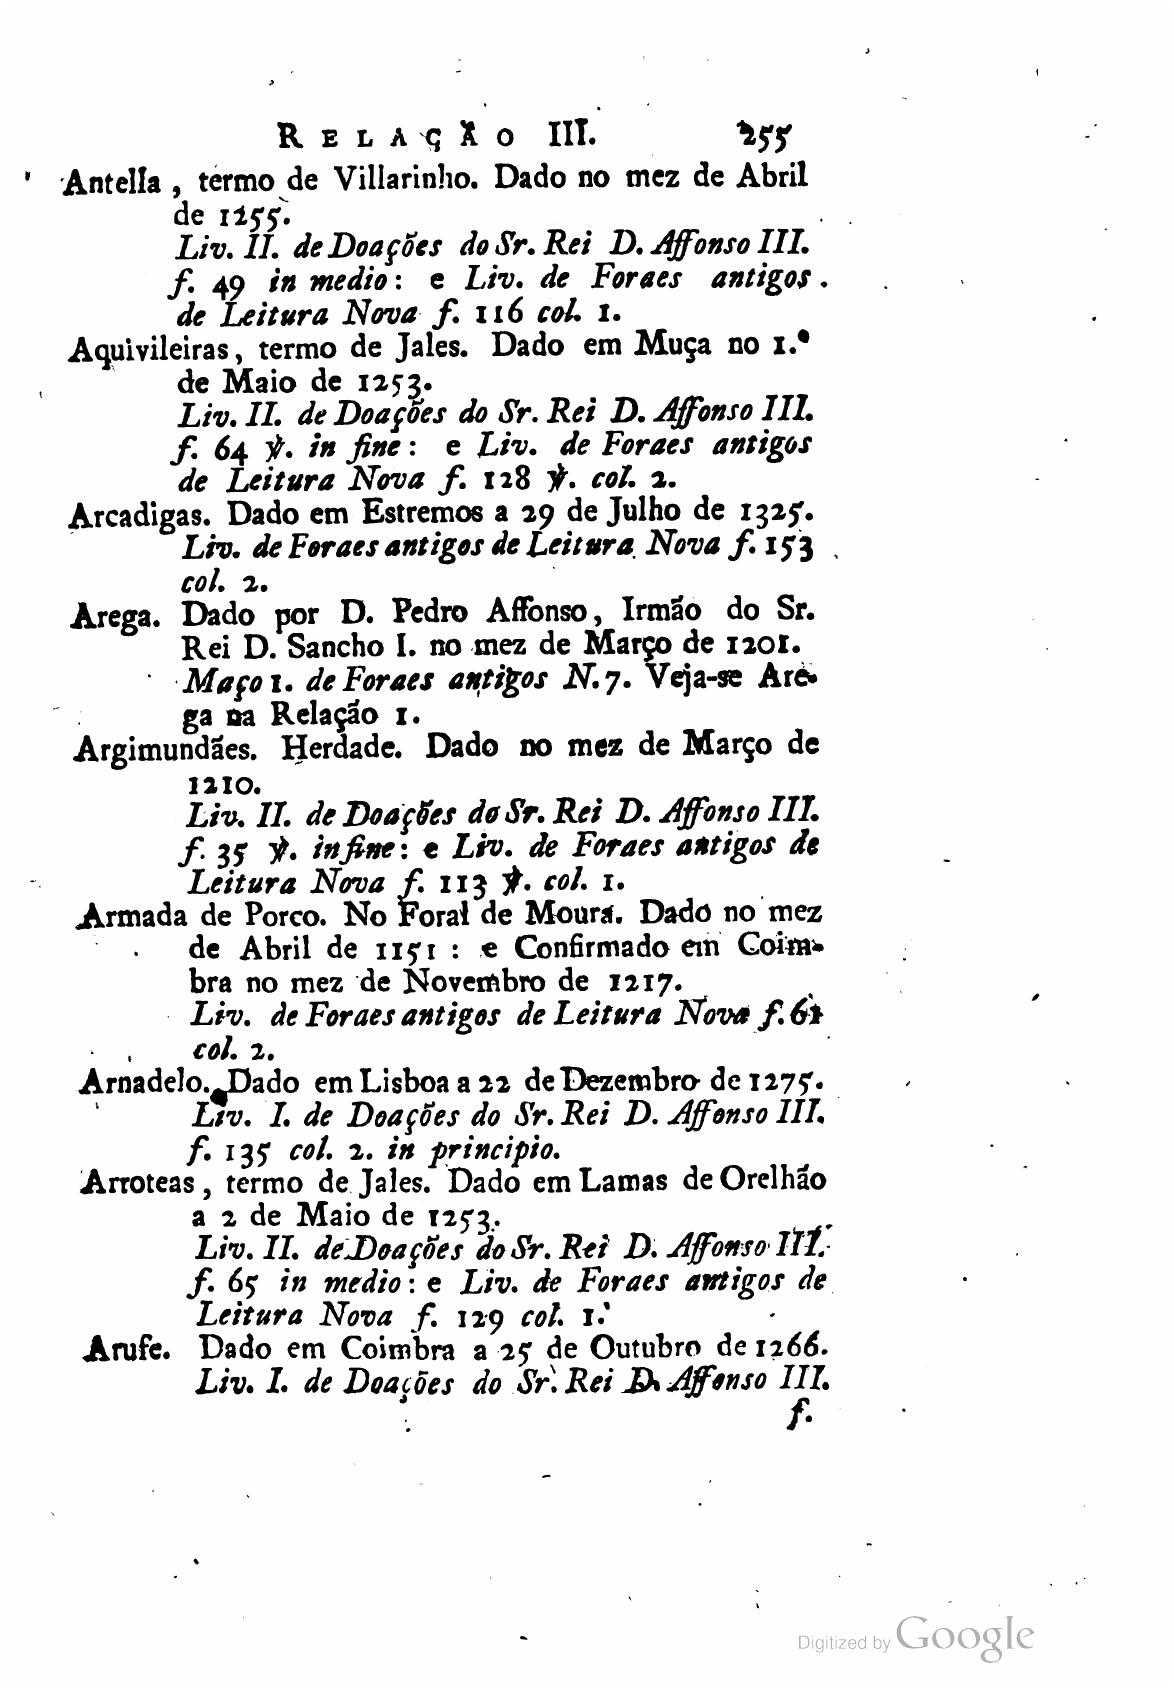 RELAÇÃO III. 255
Antella, termo de Villarinho. Dado no mez de Abril
de 1255.
Liv. II. de Doações do Sr. Rei D. Affonso III.
f. 49 in medio: e Liv. de Foraes antigos
de Leitura Nova f. 116 col. 1.
Aquivileiras, termo de Jales. Dado em Muça no 1.º
de Maio de 1253.
Liv. II. de Doações do Sr. Rei D. Affonso III.
f. 64 ℣. in fine: e Liv. de Foraes antigos
de Leitura Nova f. 128 ℣. col. 2.
Arcadigas. Dado em Estremos a 29 de Julho de 1325.
Liv. de Foraes antigos de Leitura Nova f. 153
col. 2.
Arega. Dado por D. Pedro Affonso, Irmão do Sr.
Rei D. Sancho I. no mez de Março de 1201.
Maço 1. de Foraes antigos N. 7. Veja-se Are-
ga na Relação 1.
Argimundães. Herdade. Dado no mez de Março de
1210.
Liv. II. de Doações do Sr. Rei D. Affonso III.
f. 35 ℣. in fine: e Liv. de Foraes antigos de
Leitura Nova f. 113 ℣. col. 1.
Armada de Porco. No Foral de Moura. Dado no mez
de Abril de 1151: e Confirmado em Coim-
bra no mez de Novembro de 1217.
Liv. de Foraes antigos de Leitura Nova f. 61
col. 2.
Arnadelo. Dado em Lisboa a 22 de Dezembro de 1275.
Liv. I. de Doações do Sr. Rei D. Affonso III.
f. 135 col. 2. in principio.
Arroteas, termo de Jales. Dado em Lamas de Orelhão
a 2 de Maio de 1253.
Liv. II. de Doações do Sr. Rei D. Affonso III.
f. 65 in medio: e Liv. de Foraes antigos de
Leitura Nova f. 129 col. 1.
Arufe. Dado em Coimbra a 25 de Outubro de 1266.
Liv. I. de Doações do Sr. Rei D. Affonso III.
f.
Digitized by Google